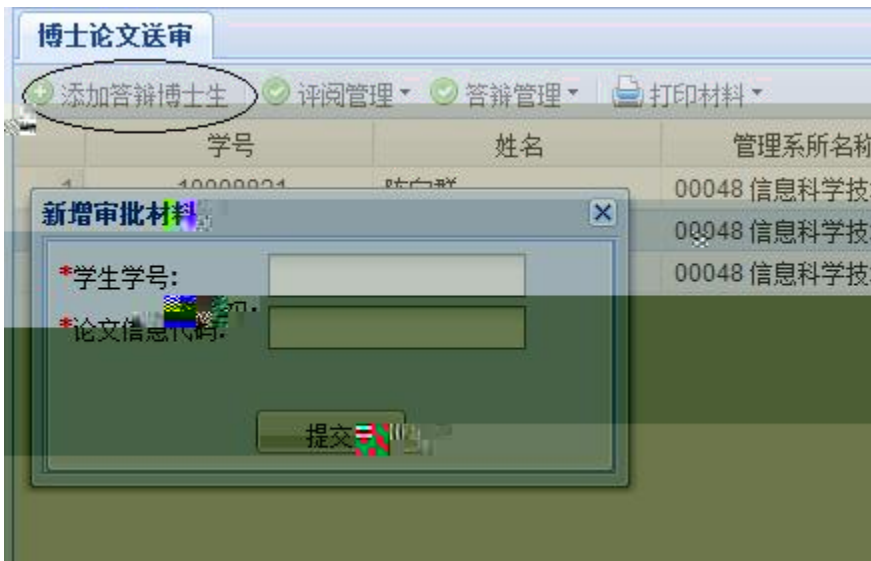 博士论文送审
添加答辩博士生 评阅管理 答辩管理 打印材料
学号 姓名 管理系所名称
00048 信息科学技
新增审批材料
00048 信息科学技
*学生学号:
00048 信息科学技
*论文信息代码:
提交